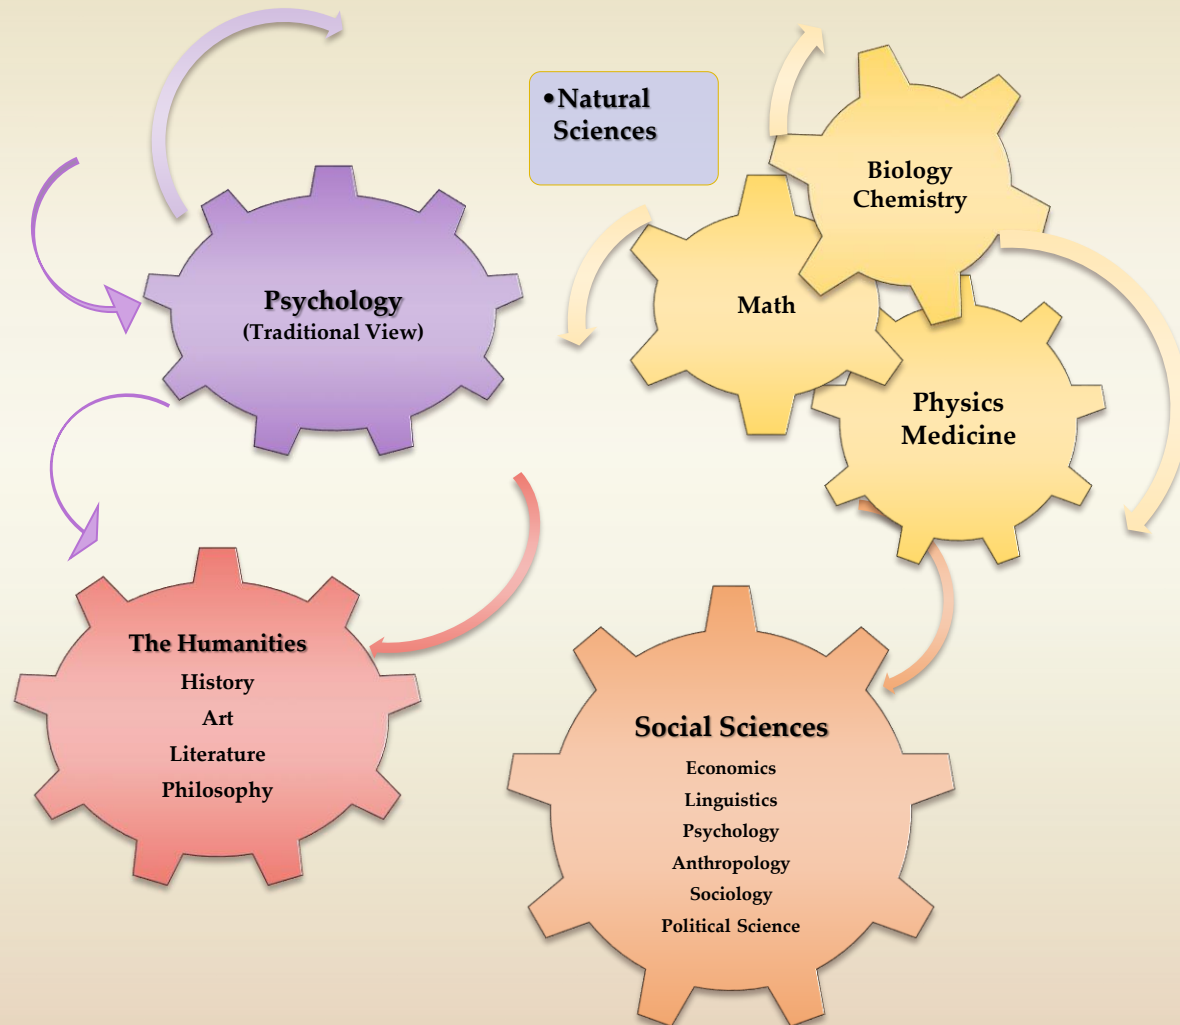 •Natural
Sciences
Biology
Chemistry
Psychology
(Traditional View)
Math
Physics
Medicine
The Humanities
History
Art
Literature
Philosophy
Social Sciences
Economics
Linguistics
Psychology
Anthropology
Sociology
Political Science